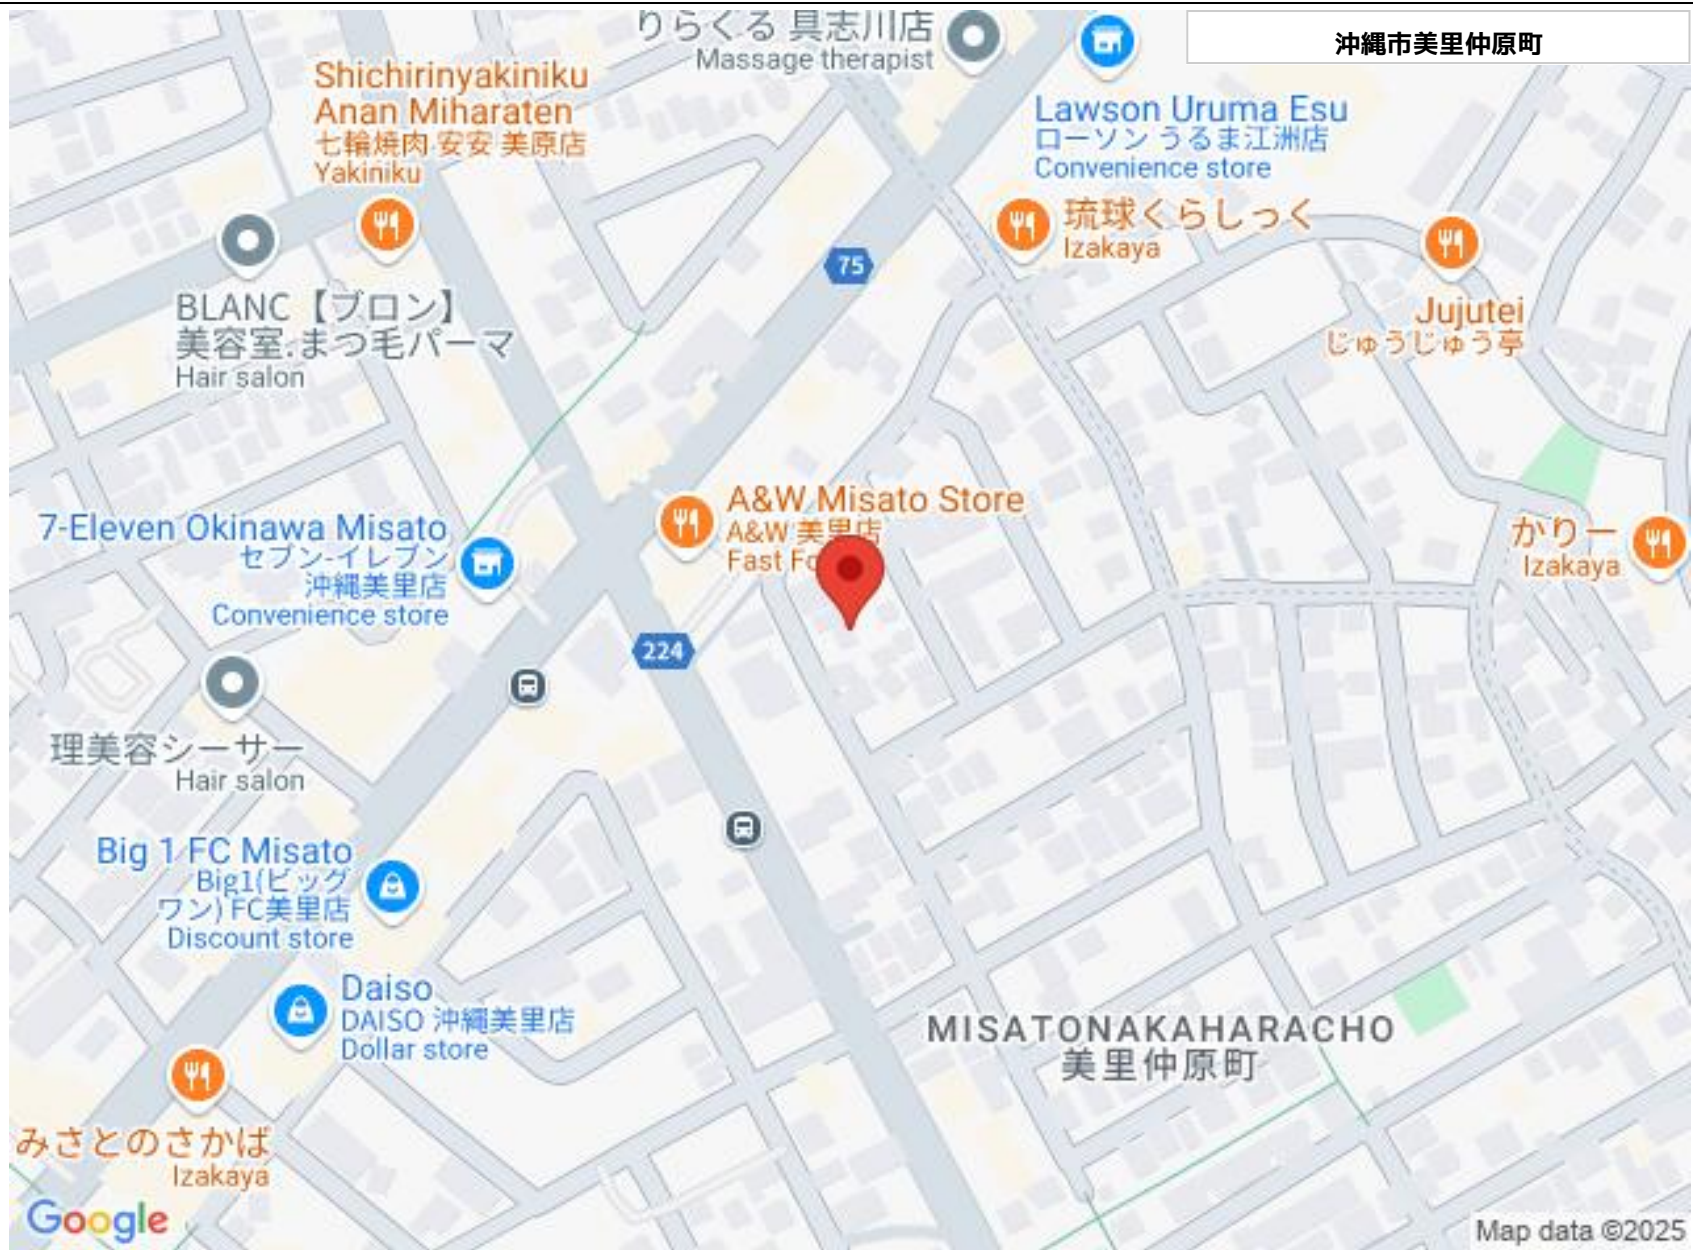 りらくる 具志川店
Massage therapist
沖縄市美里仲原町
Shichirinyakiniku
Anan Miharaten
七輪焼肉 安安 美原店
Yakiniku
Lawson Uruma Esu
ローソン うるま江洲店
Convenience store
琉球くらしっく
Izakaya
75
BLANC【ブロン】
美容室.まつ毛パーマ
Hair salon
Jujutei
じゅうじゅう亭
A&W Misato Store
A&W 美里店
Fast Fo
7-Eleven Okinawa Misato
セブン-イレブン
沖縄美里店
Convenience store
かりー
Izakaya
224
理美容シーサー
Hair salon
Big 1 FC Misato
Big1(ビッグ
ワン) FC美里店
Discount store
Daiso
DAISO 沖縄美里店
Dollar store
MISATONAKAHARACHO
美里仲原町
みさとのさかば
Izakaya
Google
Map data ©2025